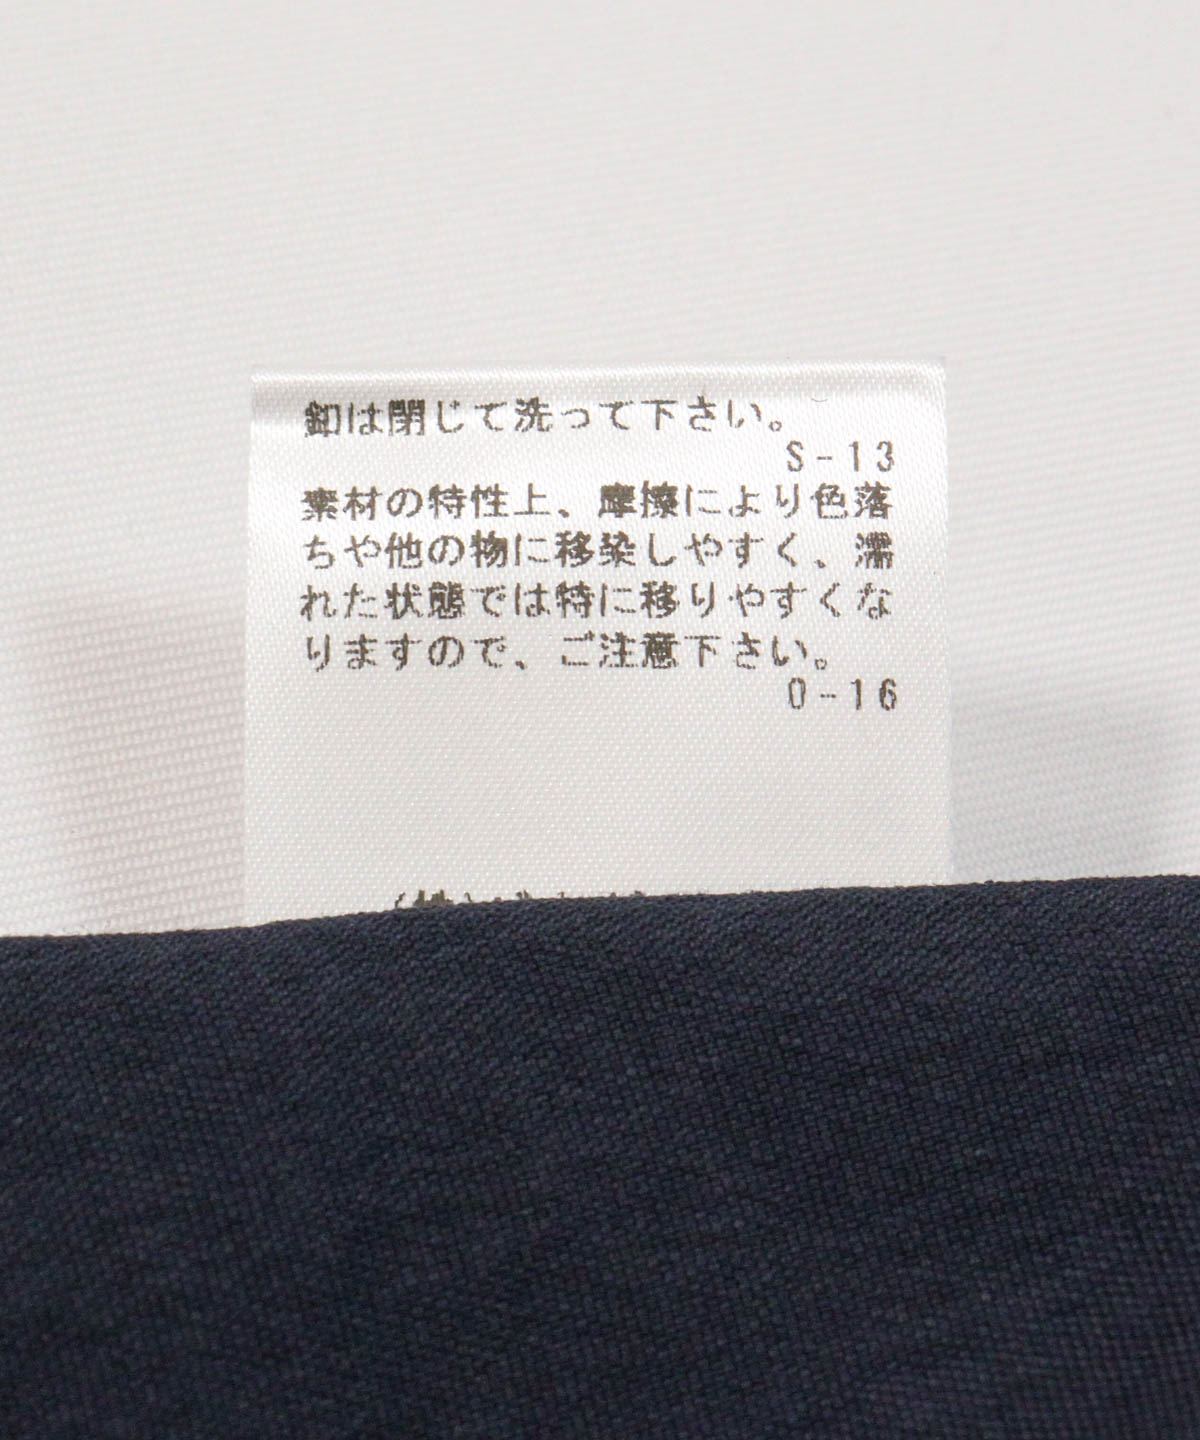 釦は閉じて洗って下さい。
S-13
素材の特性上、摩擦により色落
ちや他の物に移染しやすく、濡
れた状態では特に移りやすくな
りますので、ご注意下さい。
O-16